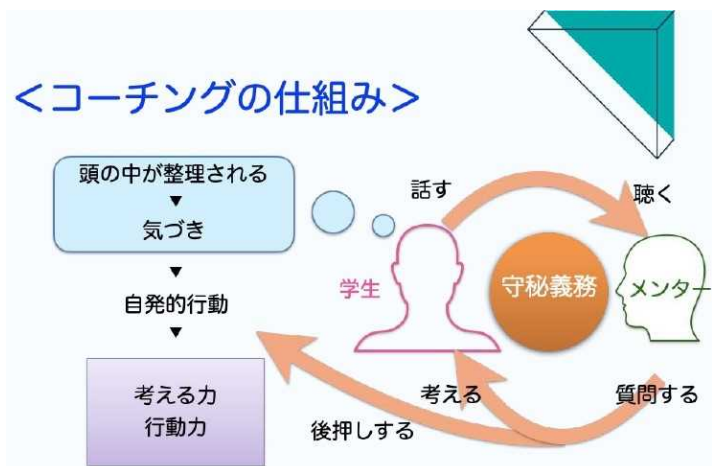 ＜コーチングの仕組み＞
頭の中が整理される
▼
気づき
▼
自発的行動
▼
考える力
行動力
話す
聴く
学生
守秘義務
メンター
考える
質問する
後押しする